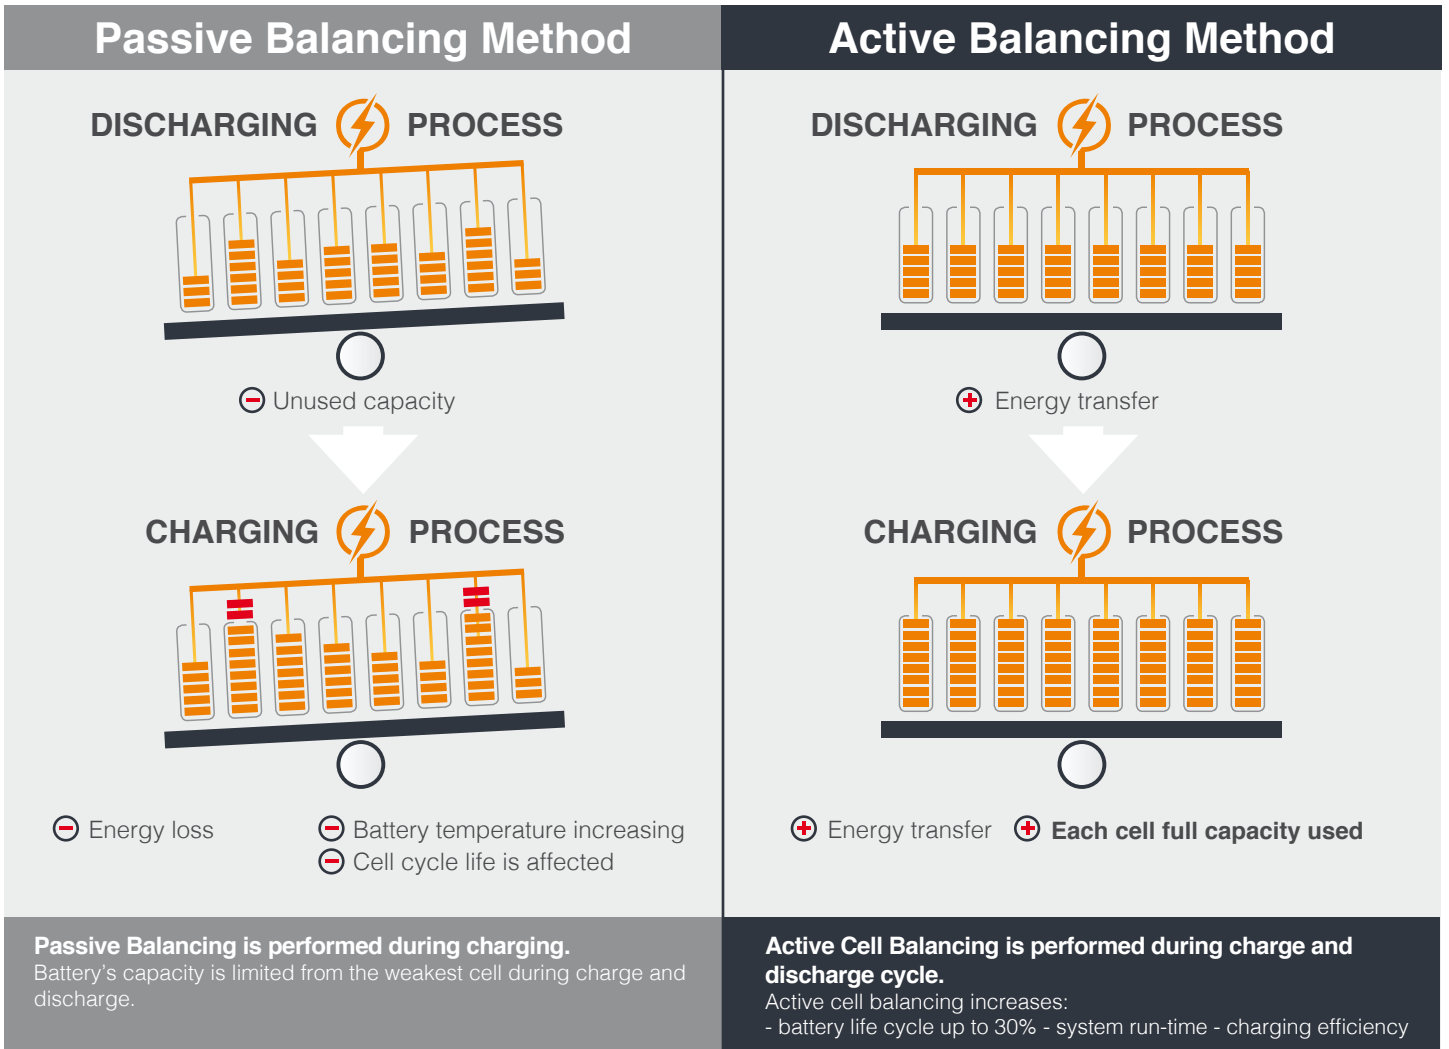 Passive Balancing Method
DISCHARGING PROCESS
Unused capacity
CHARGING PROCESS
Energy loss
Battery temperature increasing
Cell cycle life is affected
Passive Balancing is performed during charging.
Battery's capacity is limited from the weakest cell during charge and
discharge.
Active Balancing Method
DISCHARGING PROCESS
Energy transfer
CHARGING PROCESS
Energy transfer
Each cell full capacity used
Active Cell Balancing is performed during charge and
discharge cycle.
Active cell balancing increases:
- battery life cycle up to 30% - system run-time - charging efficiency